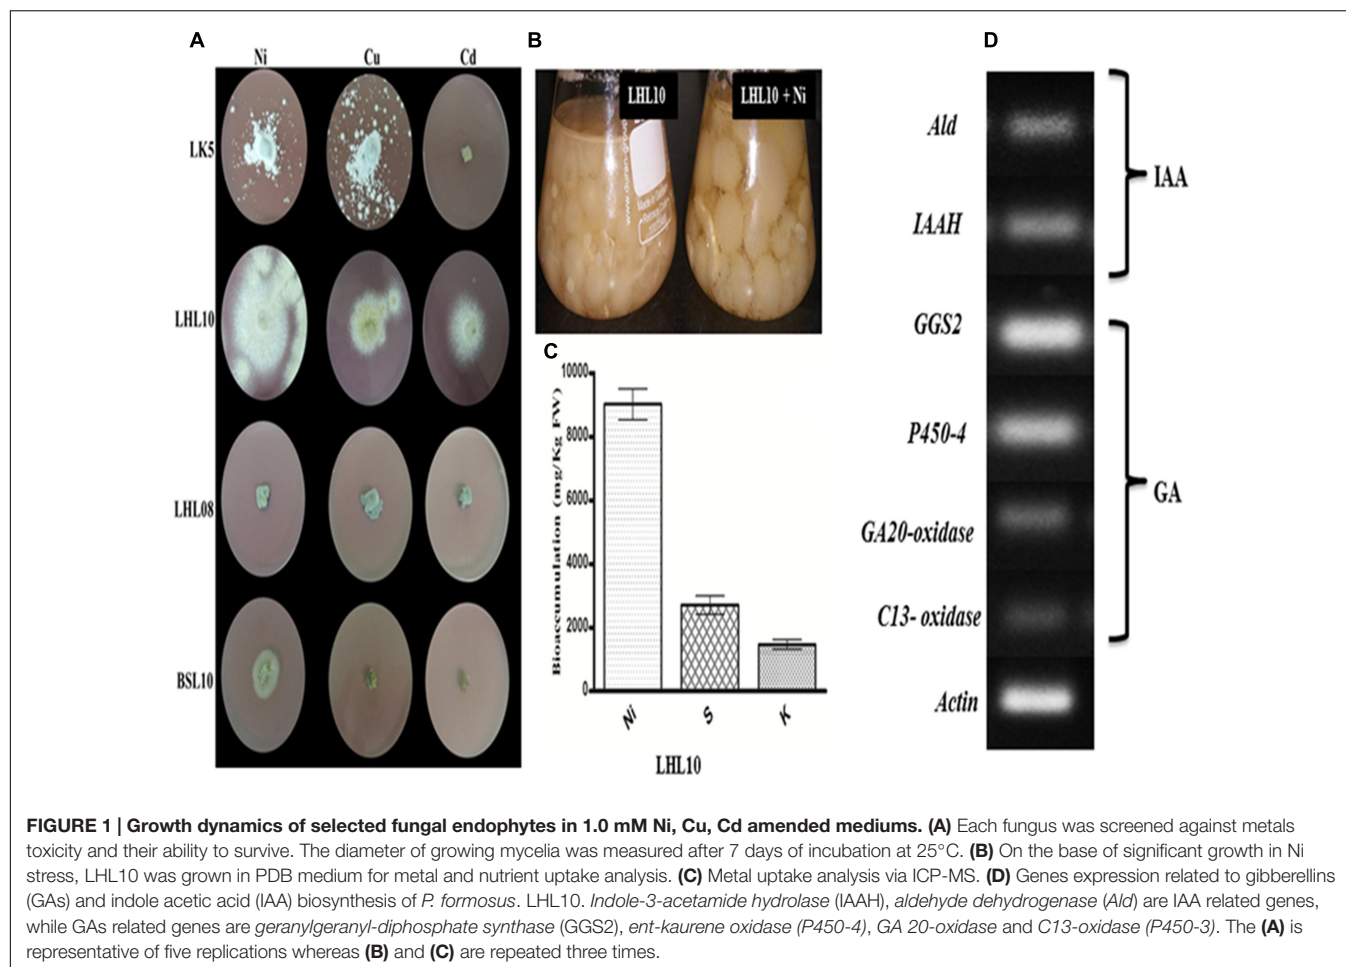 A
Ni Cu Cd
LK5
LHL10
LHL08
BSL10
B
LHL10
LHL10 + Ni
www.duran-group
Made in Germany
C
Bioaccumulation (mg/Kg FW)
10000
8000
6000
4000
2000
0
Ni S K
LHL10
D
Ald
IAAH
IAA
GGS2
P450-4
GA20-oxidase
C13- oxidase
GA
Actin
FIGURE 1 | Growth dynamics of selected fungal endophytes in 1.0 mM Ni, Cu, Cd amended mediums. (A) Each fungus was screened against metals
toxicity and their ability to survive. The diameter of growing mycelia was measured after 7 days of incubation at 25°C. (B) On the base of significant growth in Ni
stress, LHL10 was grown in PDB medium for metal and nutrient uptake analysis. (C) Metal uptake analysis via ICP-MS. (D) Genes expression related to gibberellins
(GAs) and indole acetic acid (IAA) biosynthesis of P. formosus. LHL10. Indole-3-acetamide hydrolase (IAAH), aldehyde dehydrogenase (Ald) are IAA related genes,
while GAs related genes are geranylgeranyl-diphosphate synthase (GGS2), ent-kaurene oxidase (P450-4), GA 20-oxidase and C13-oxidase (P450-3). The (A) is
representative of five replications whereas (B) and (C) are repeated three times.